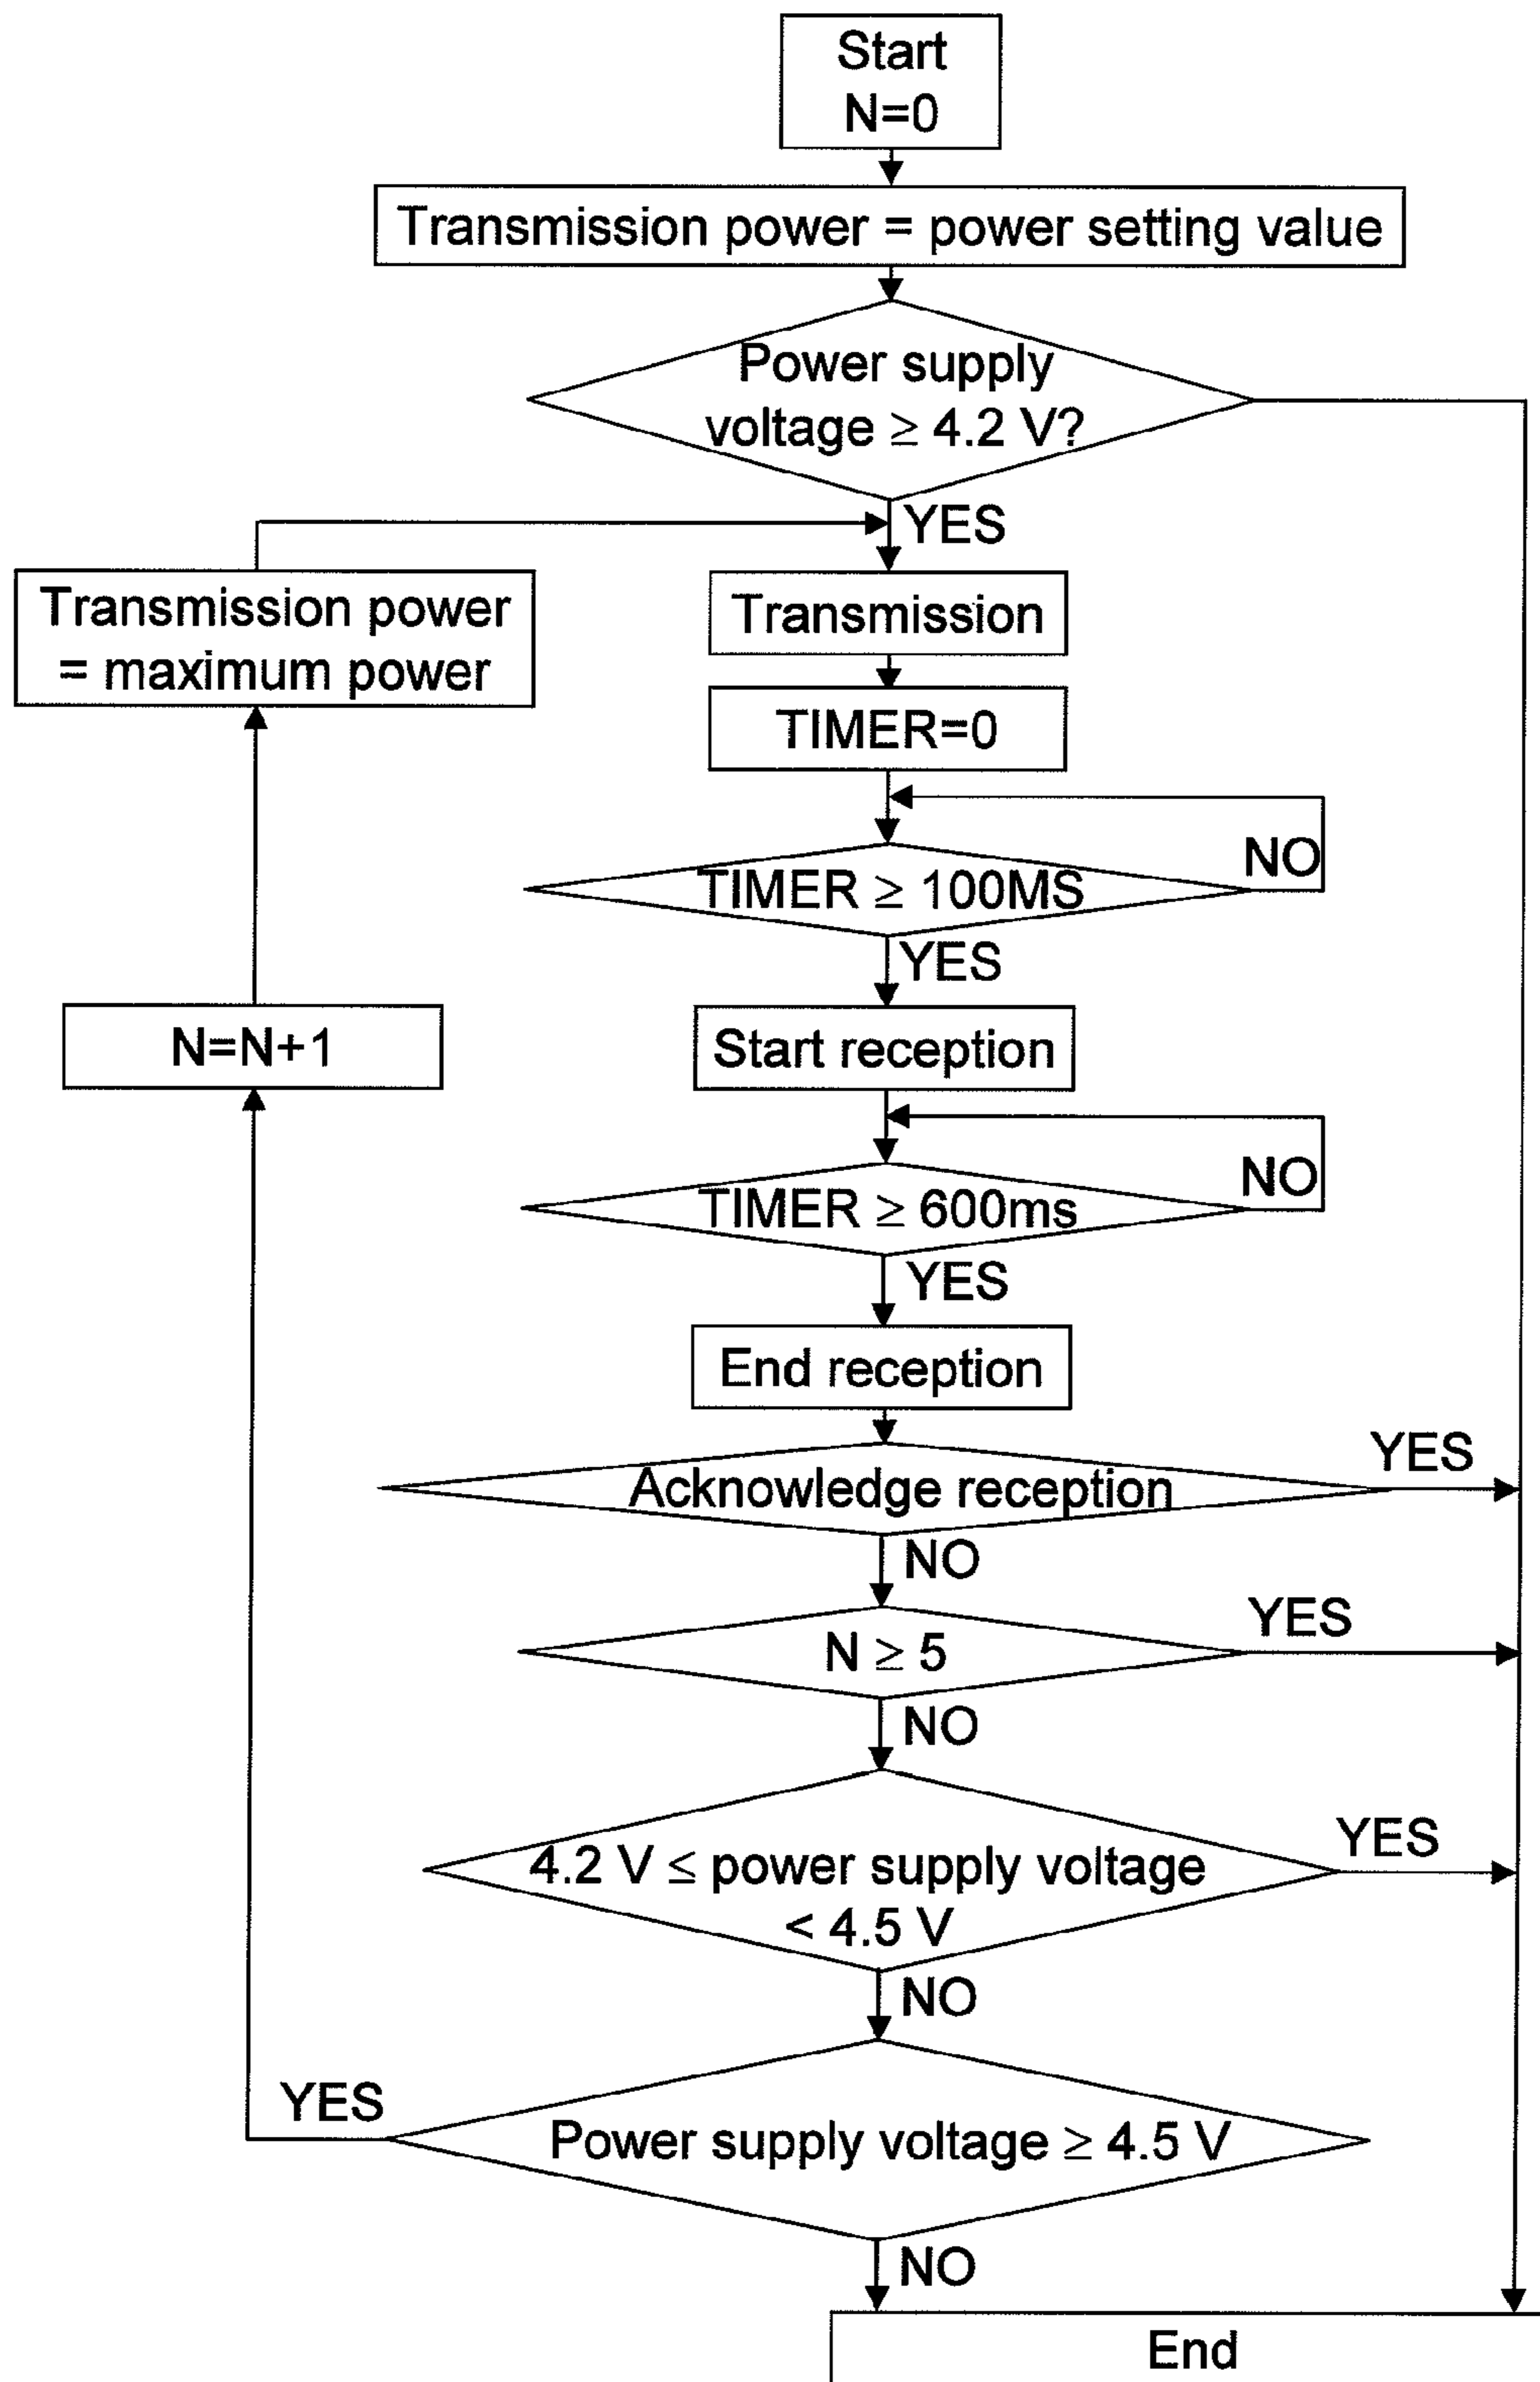 Start
N=0
Transmission power = power setting value
Power supply
voltage ≥ 4.2 V?
YES
Transmission power
= maximum power
Transmission
TIMER=0
NO
TIMER ≥ 100MS
YES
N=N+1
Start reception
NO
TIMER ≥ 600ms
YES
End reception
YES
Acknowledge reception
NO
YES
N ≥ 5
NO
YES
4.2 V ≤ power supply voltage
< 4.5 V
NO
YES
Power supply voltage ≥ 4.5 V
NO
End